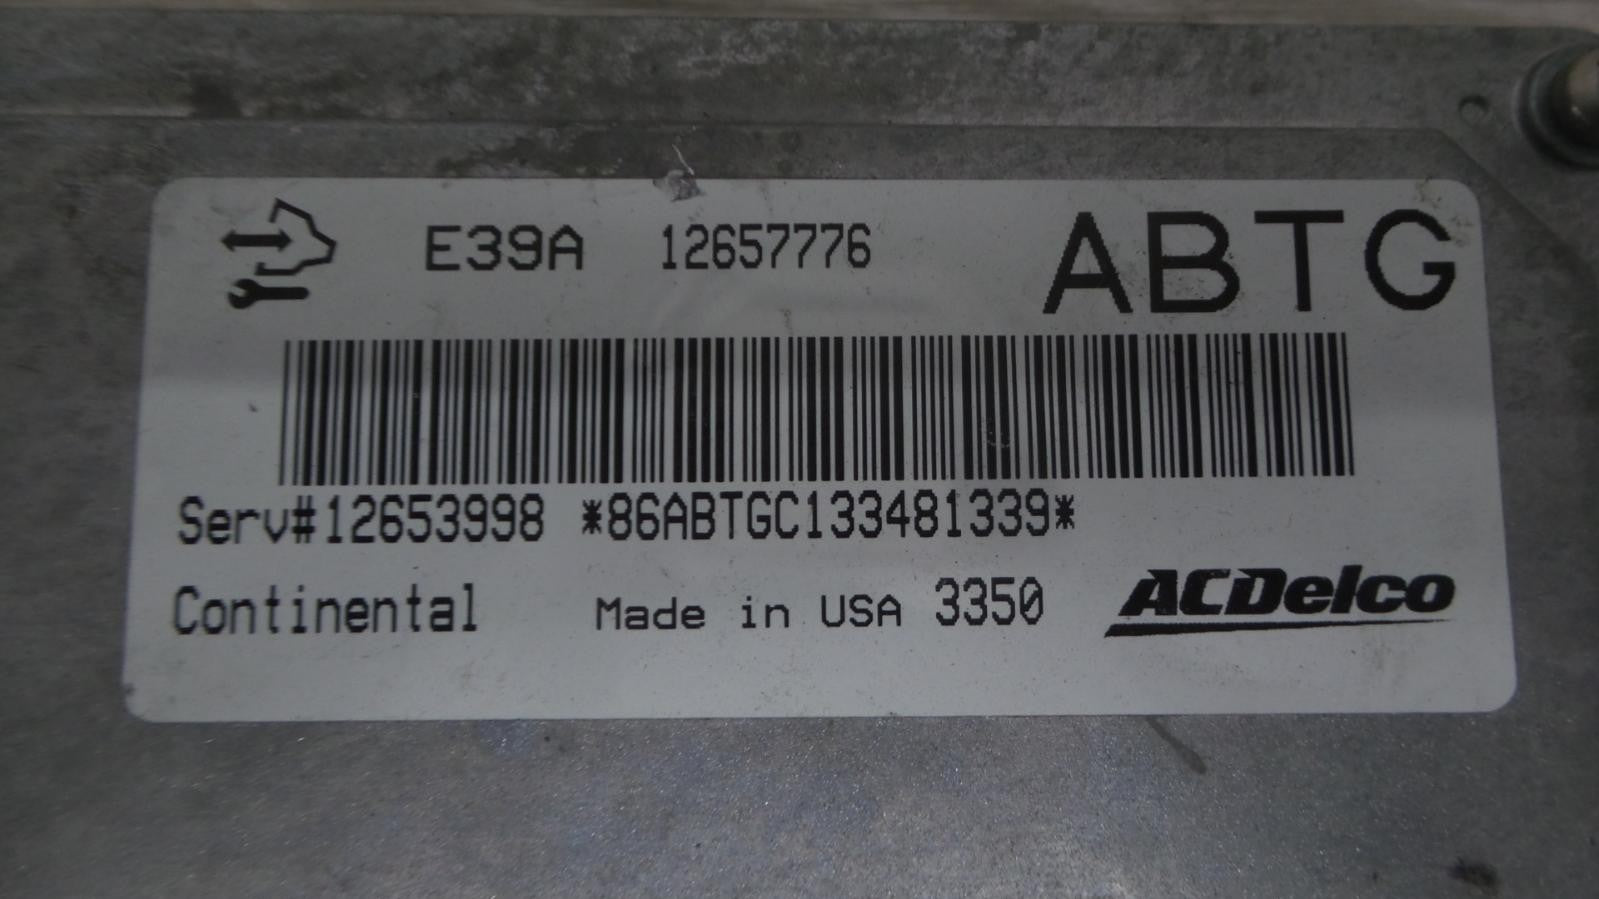 E39A 12657776 ABTG
Serv#12653998 *86ABTGC133481339*
Continental Made in USA 3350 ACDelco